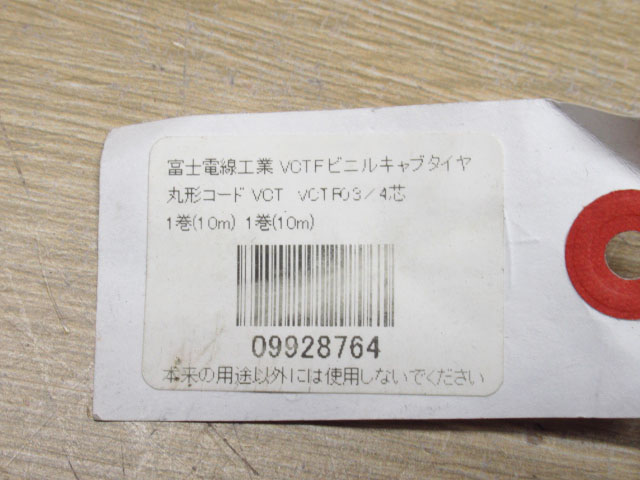 富士電線工業 VCTFビニルキャブタイヤ
丸形コード VCT VCTF03／4芯
1巻(10m) 1巻(10m)
09928764
本来の用途以外には使用しないでください